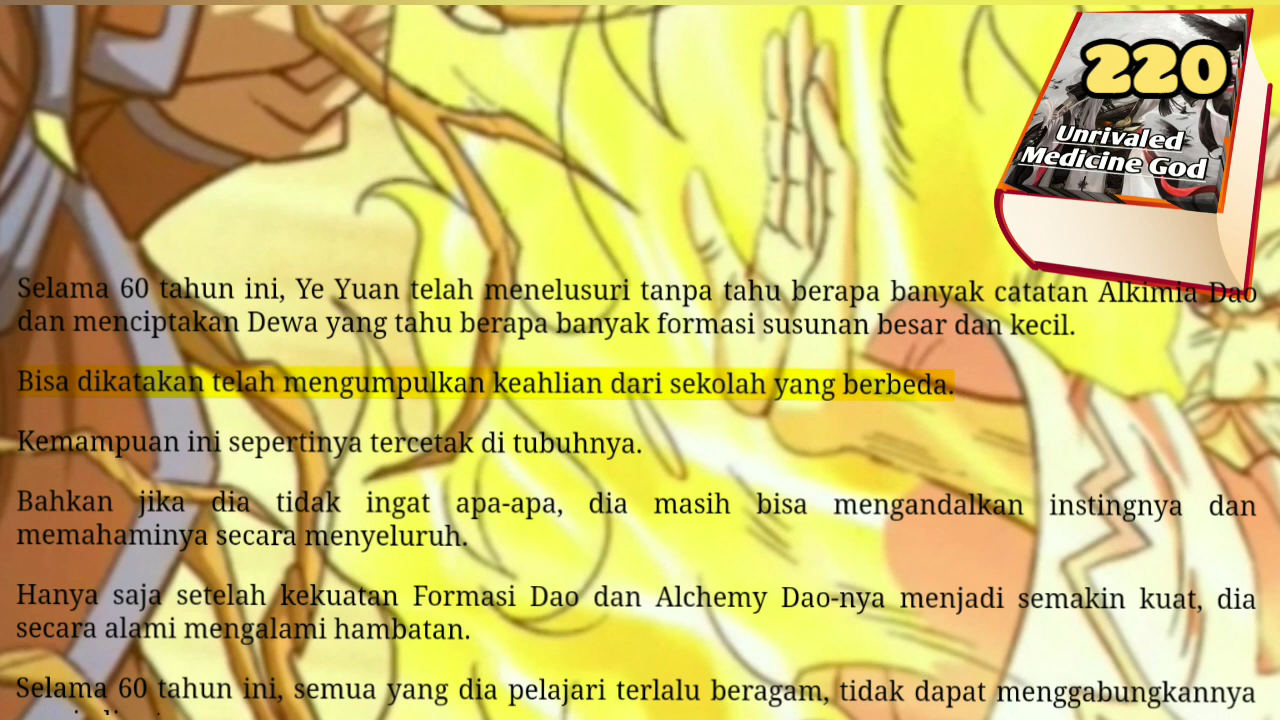 220
Unrivaled
Medicine God
Selama 60 tahun ini, Ye Yuan telah menelusuri tanpa tahu berapa banyak catatan Alkimia Dao
dan menciptakan Dewa yang tahu berapa banyak formasi susunan besar dan kecil.
Bisa dikatakan telah mengumpulkan keahlian dari sekolah yang berbeda.
Kemampuan ini sepertinya tercetak di tubuhnya.
Bahkan jika dia tidak ingat apa-apa, dia masih bisa mengandalkan instingnya dan
memahaminya secara menyeluruh.
Hanya saja setelah kekuatan Formasi Dao dan Alchemy Dao-nya menjadi semakin kuat, dia
secara alami mengalami hambatan.
Selama 60 tahun ini, semua yang dia pelajari terlalu beragam, tidak dapat menggabungkannya